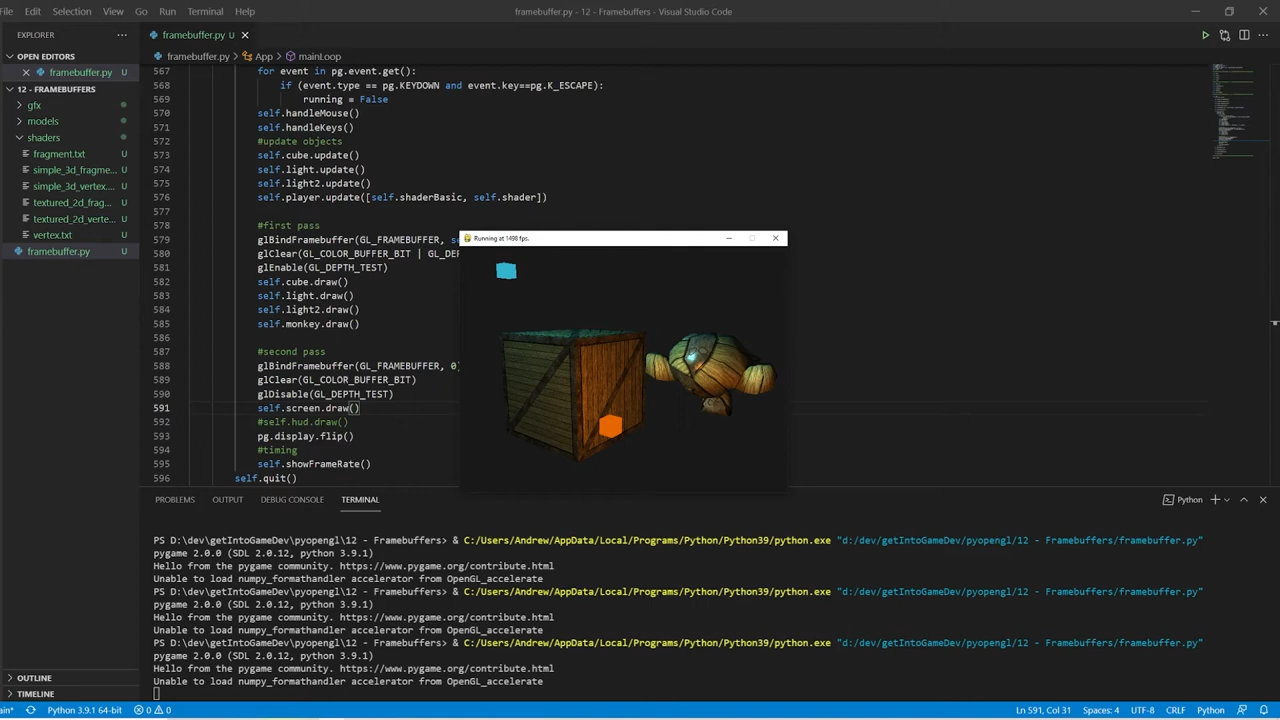 File Edit Selection View Go Run Terminal Help framebuffer.py - 12 - Framebuffers - Visual Studio Code
EXPLORER
framebuffer.py U
OPEN EDITORS
framebuffer.py U
framebuffer.py > App > mainLoop
12 - FRAMEBUFFERS
gfx
models
shaders
fragment.txt U
simple_3d_fragme... U
simple_3d_vertex.... U
textured_2d_frag... U
textured_2d_verte... U
vertex.txt U
framebuffer.py U
567 for event in pg.event.get():
568 if (event.type == pg.KEYDOWN and event.key==pg.K_ESCAPE):
569 running = False
570 self.handleMouse()
571 self.handleKeys()
572 #update objects
573 self.cube.update()
574 self.light.update()
575 self.light2.update()
576 self.player.update([self.shaderBasic, self.shader])
577
578 #first pass
579 glBindFramebuffer(GL_FRAMEBUFFER, se
580 glClear(GL_COLOR_BUFFER_BIT | GL_DEP
581 glEnable(GL_DEPTH_TEST)
582 self.cube.draw()
583 self.light.draw()
584 self.light2.draw()
585 self.monkey.draw()
586
587 #second pass
588 glBindFramebuffer(GL_FRAMEBUFFER, 0)
589 glClear(GL_COLOR_BUFFER_BIT)
590 glDisable(GL_DEPTH_TEST)
591 self.screen.draw()
592 #self.hud.draw()
593 pg.display.flip()
594 #timing
595 self.showFrameRate()
596 self.quit()
Running at 1498 fps.
PROBLEMS OUTPUT DEBUG CONSOLE TERMINAL Python
PS D:\dev\getIntoGameDev\pyopengl\12 - Framebuffers> & C:/Users/Andrew/AppData/Local/Programs/Python/Python39/python.exe "d:/dev/getIntoGameDev/pyopengl/12 - Framebuffers/framebuffer.py"
pygame 2.0.0 (SDL 2.0.12, python 3.9.1)
Hello from the pygame community. https://www.pygame.org/contribute.html
Unable to load numpy_formathandler accelerator from OpenGL_accelerate
PS D:\dev\getIntoGameDev\pyopengl\12 - Framebuffers> & C:/Users/Andrew/AppData/Local/Programs/Python/Python39/python.exe "d:/dev/getIntoGameDev/pyopengl/12 - Framebuffers/framebuffer.py"
pygame 2.0.0 (SDL 2.0.12, python 3.9.1)
Hello from the pygame community. https://www.pygame.org/contribute.html
Unable to load numpy_formathandler accelerator from OpenGL_accelerate
PS D:\dev\getIntoGameDev\pyopengl\12 - Framebuffers> & C:/Users/Andrew/AppData/Local/Programs/Python/Python39/python.exe "d:/dev/getIntoGameDev/pyopengl/12 - Framebuffers/framebuffer.py"
pygame 2.0.0 (SDL 2.0.12, python 3.9.1)
Hello from the pygame community. https://www.pygame.org/contribute.html
Unable to load numpy_formathandler accelerator from OpenGL_accelerate
OUTLINE
TIMELINE
Python 3.9.1 64-bit 0 0 Ln 591, Col 31 Spaces: 4 UTF-8 CRLF Python